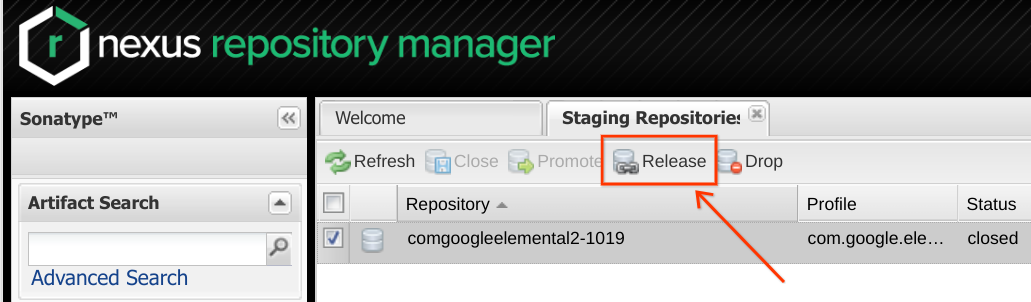 r nexus repository manager
Sonatype™
Welcome
Staging Repositories
Refresh Close Promote Release Drop
Artifact Search
Repository Profile Status
comgoogleelemental2-1019 com.google.ele... closed
Advanced Search